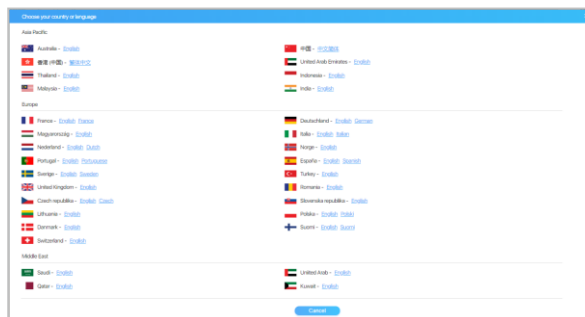 Choose your country or language
Asia Pacific
Australia - English
中国 - 中文简体
香港 (中国) - 繁体中文
United Arab Emirates - English
Thailand - English
Indonesia - English
Malaysia - English
India - English
Europe
France - English France
Deutschland - English German
Magyarország - English
Italia - English Italian
Nederland - English Dutch
Norge - English
Portugal - English Portuguese
España - English Spanish
Sverige - English Sweden
Turkey - English
United Kingdom - English
Romania - English
Czech republika - English Czech
Slovenska republika - English
Lithuania - English
Polska - English Polski
Danmark - English
Suomi - English Suomi
Switzerland - English
Middle East
Saudi - English
United Arab - English
Qatar - English
Kuwait - English
Cancel